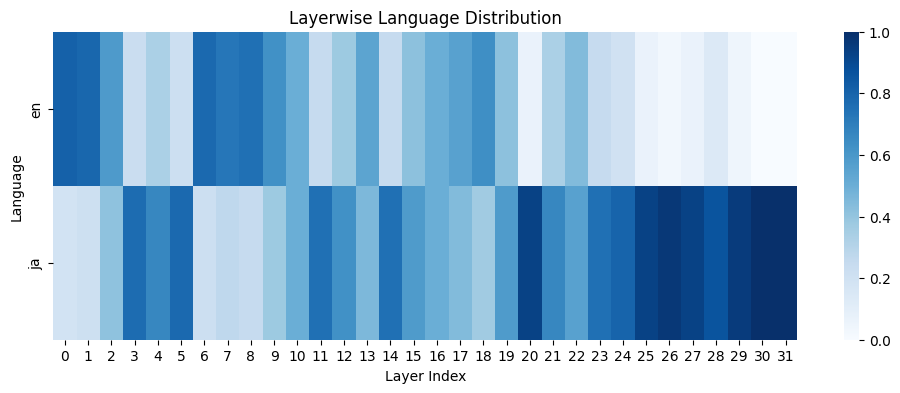 Layerwise Language Distribution
en
ja
Language
0 1 2 3 4 5 6 7 8 9 10 11 12 13 14 15 16 17 18 19 20 21 22 23 24 25 26 27 28 29 30 31
Layer Index
1.0
0.8
0.6
0.4
0.2
0.0